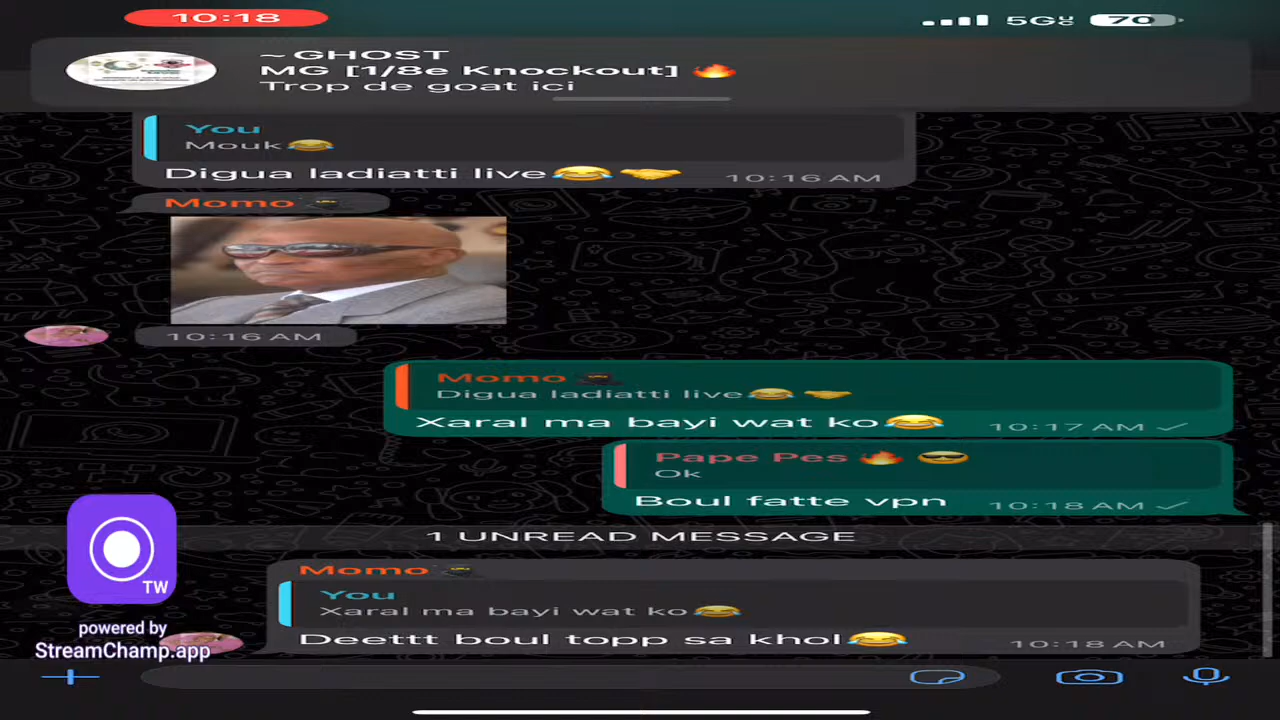 10:18
5G
70
~GHOST
MG [1/8e Knockout] 🔥
Trop de goat ici
You
Mouk😂
Digua ladiatti live😂🤝
10:16 AM
Momo
10:16 AM
Momo
Digua ladiatti live😂🤝
Xaral ma bayi wat ko😂
10:17 AM
Pape Pes 🔥 😎
Ok
Boul fatte vpn
10:18 AM
1 UNREAD MESSAGE
Momo
You
Xaral ma bayi wat ko😂
Deettt boul topp sa khol😂
10:18 AM
TW
powered by
StreamChamp.app